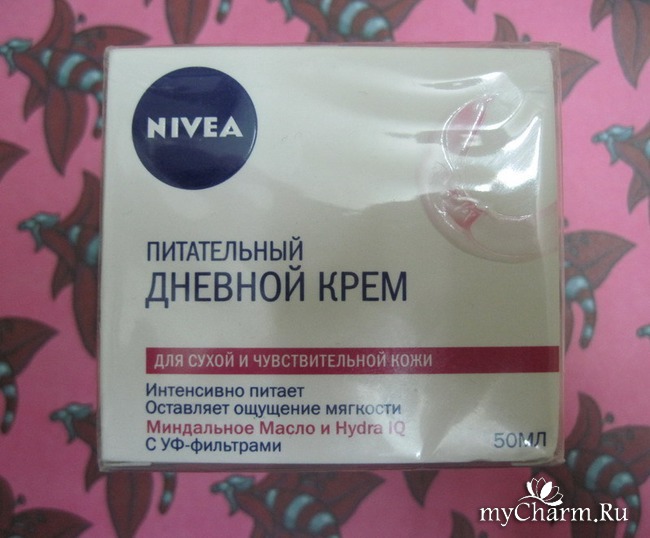 NIVEA
ПИТАТЕЛЬНЫЙ
ДНЕВНОЙ КРЕМ
ДЛЯ СУХОЙ И ЧУВСТВИТЕЛЬНОЙ КОЖИ
Интенсивно питает
Оставляет ощущение мягкости
Миндальное Масло и Hydra IQ
С УФ-фильтрами
50МЛ
myCharm.Ru